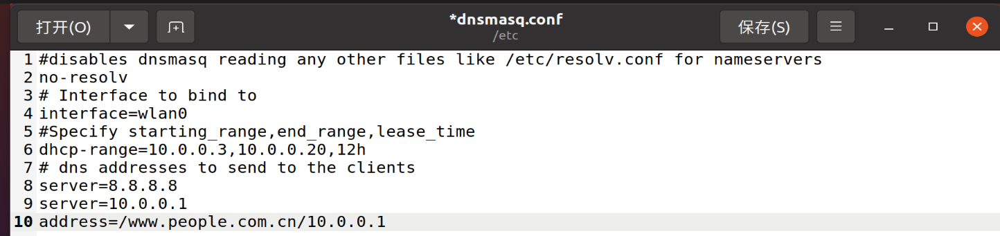 打开(O)
*dnsmasq.conf
/etc
保存(S)
1 #disables dnsmasq reading any other files like /etc/resolv.conf for nameservers
2 no-resolv
3 # Interface to bind to
4 interface=wlan0
5 #Specify starting_range,end_range,lease_time
6 dhcp-range=10.0.0.3,10.0.0.20,12h
7 # dns addresses to send to the clients
8 server=8.8.8.8
9 server=10.0.0.1
10 address=/www.people.com.cn/10.0.0.1